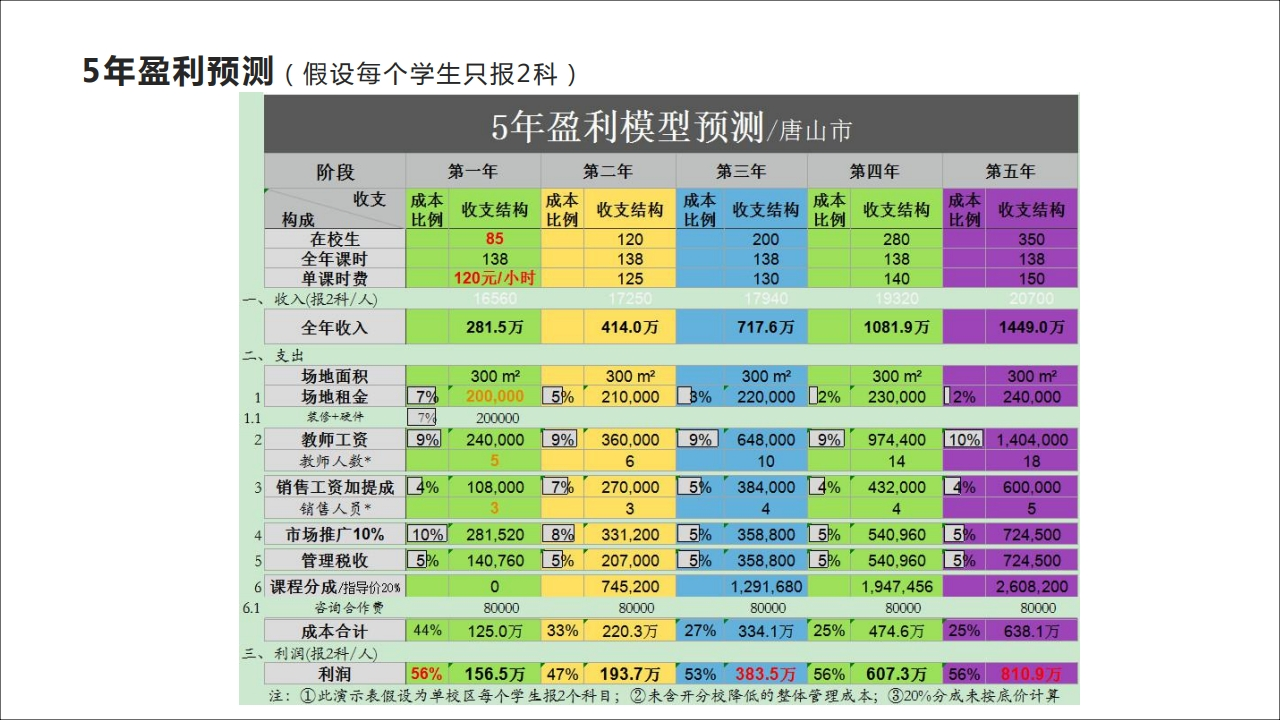 5年盈利预测（假设每个学生只报2科）
5年盈利模型预测/唐山市
阶段 第一年 第二年 第三年 第四年 第五年
收支 构成 成本比例 收支结构 成本比例 收支结构 成本比例 收支结构 成本比例 收支结构 成本比例 收支结构
在校生 85 120 200 280 350
全年课时 138 138 138 138 138
单课时费 120元/小时 125 130 140 150
一、收入(报2科/人) 16560 17250 17940 19320 20700
全年收入 281.5万 414.0万 717.6万 1081.9万 1449.0万
二、支出
场地面积 300 m² 300 m² 300 m² 300 m² 300 m²
1 场地租金 7% 200,000 5% 210,000 3% 220,000 2% 230,000 2% 240,000
1.1 装修+硬件 7% 200000
2 教师工资 9% 240,000 9% 360,000 9% 648,000 9% 974,400 10% 1,404,000
教师人数* 5 6 10 14 18
3 销售工资加提成 4% 108,000 7% 270,000 5% 384,000 4% 432,000 4% 600,000
销售人员* 3 3 4 4 5
4 市场推广10% 10% 281,520 8% 331,200 5% 358,800 5% 540,960 5% 724,500
5 管理税收 5% 140,760 5% 207,000 5% 358,800 5% 540,960 5% 724,500
6 课程分成/指导价20% 0 745,200 1,291,680 1,947,456 2,608,200
6.1 咨询合作费 80000 80000 80000 80000 80000
成本合计 44% 125.0万 33% 220.3万 27% 334.1万 25% 474.6万 25% 638.1万
三、利润(报2科/人)
利润 56% 156.5万 47% 193.7万 53% 383.5万 56% 607.3万 56% 810.9万
注：①此演示表假设为单校区每个学生报2个科目；②未含开分校降低的整体管理成本；③20%分成未按底价计算